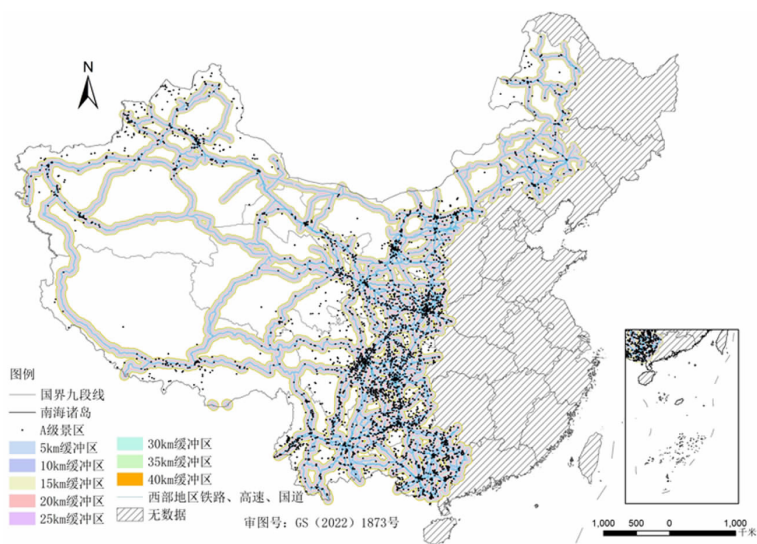 N
图例
国界九段线
南海诸岛
A级景区
5km缓冲区
10km缓冲区
15km缓冲区
20km缓冲区
25km缓冲区
30km缓冲区
35km缓冲区
40km缓冲区
西部地区铁路、高速、国道
无数据
审图号：GS（2022）1873号
1,000 500 0 1,000
千米